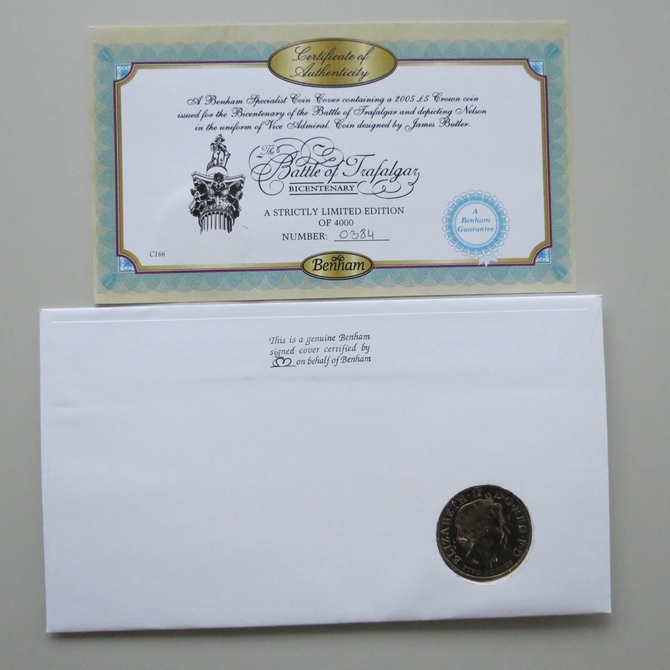 Certificate of
Authenticity
A Benham Specialist Coin Cover containing a 2005 £5 Crown coin
issued for the Bicentenary of the Battle of Trafalgar and depicting Nelson
in the uniform of Vice Admiral. Coin designed by James Butler.
The
Battle of Trafalgar
BICENTENARY
A STRICTLY LIMITED EDITION
OF 4000
NUMBER: 0384
A
Benham
Guarantee
C166
Benham
This is a genuine Benham
signed cover certified by
on behalf of Benham
ELIZABETH·II·D·G·REG·F·D